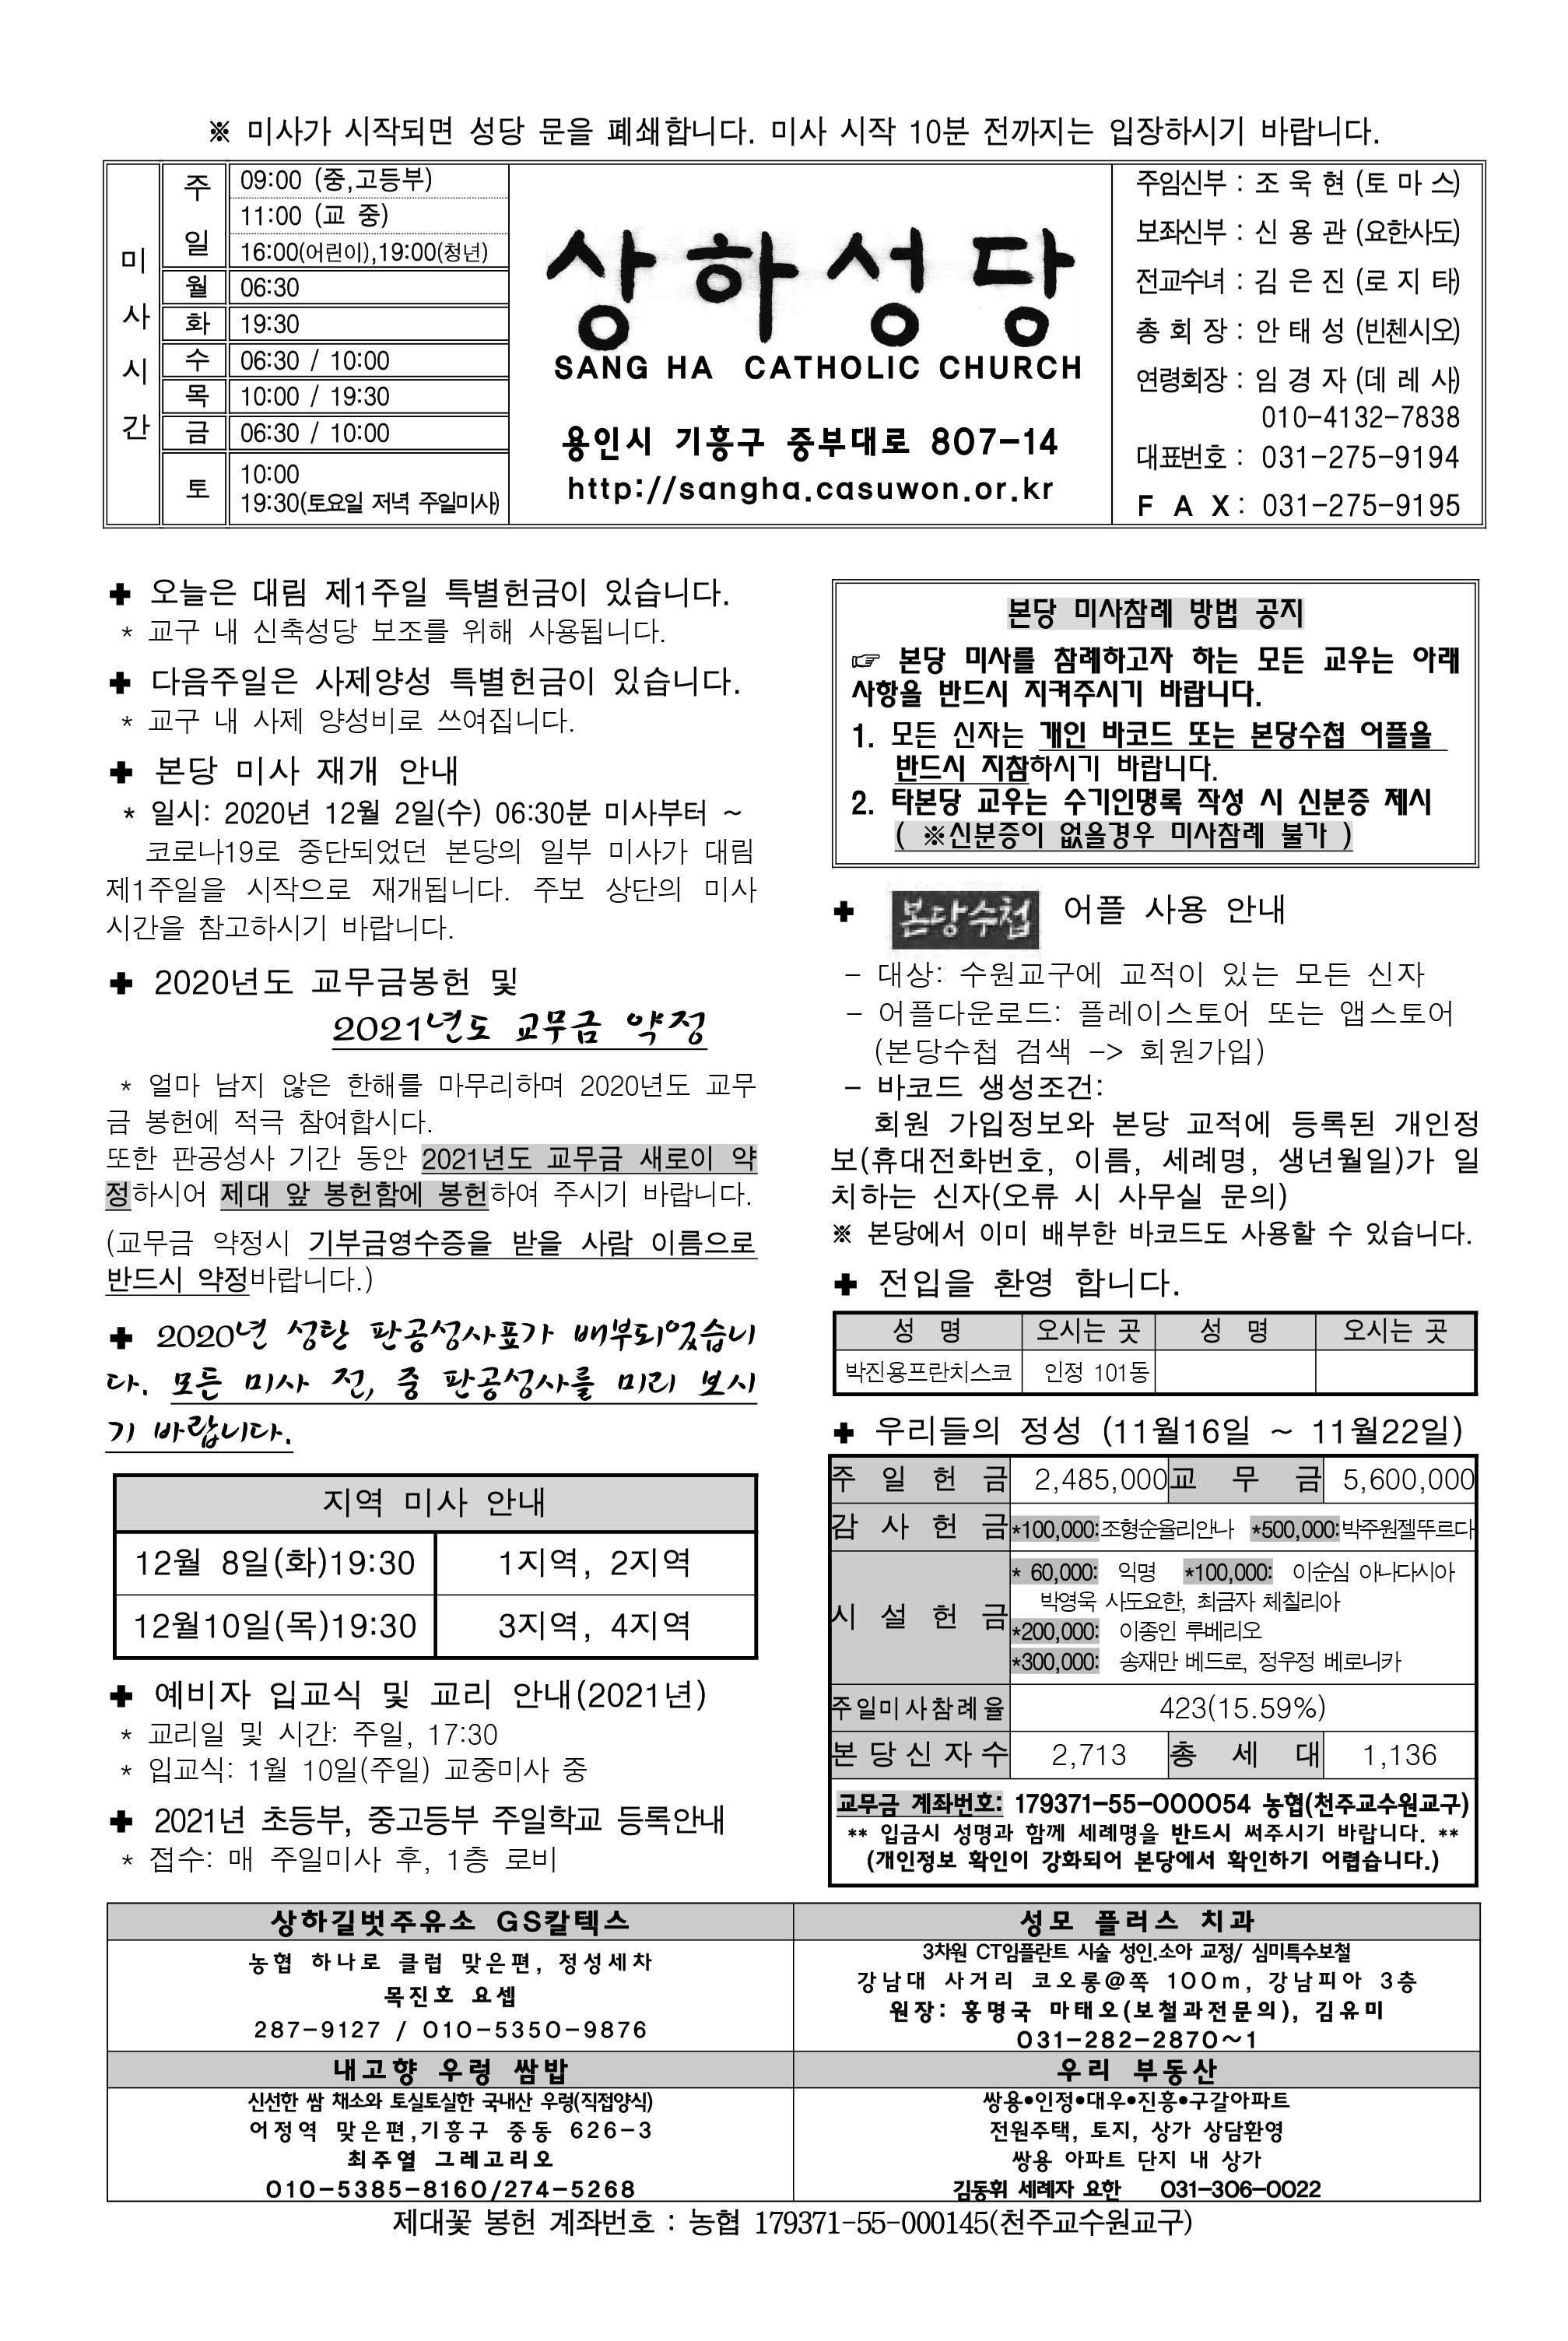 ※ 미사가 시작되면 성당 문을 폐쇄합니다. 미사 시작 10분 전까지는 입장하시기 바랍니다.
미사시간
주일
09:00 (중,고등부)
11:00 (교 중)
16:00(어린이),19:00(청년)
월 06:30
화 19:30
수 06:30 / 10:00
목 10:00 / 19:30
금 06:30 / 10:00
토 10:00
19:30(토요일 저녁 주일미사)
상하성당
SANG HA CATHOLIC CHURCH
용인시 기흥구 중부대로 807-14
http://sangha.casuwon.or.kr
주임신부 : 조 욱 현 (토 마 스)
보좌신부 : 신 용 관 (요한사도)
전교수녀 : 김 은 진 (로 지 타)
총 회 장 : 안 태 성 (빈첸시오)
연령회장 : 임 경 자 (데 레 사)
010-4132-7838
대표번호 : 031-275-9194
F A X : 031-275-9195
✚ 오늘은 대림 제1주일 특별헌금이 있습니다.
* 교구 내 신축성당 보조를 위해 사용됩니다.
✚ 다음주일은 사제양성 특별헌금이 있습니다.
* 교구 내 사제 양성비로 쓰여집니다.
✚ 본당 미사 재개 안내
* 일시: 2020년 12월 2일(수) 06:30분 미사부터 ~
코로나19로 중단되었던 본당의 일부 미사가 대림
제1주일을 시작으로 재개됩니다. 주보 상단의 미사
시간을 참고하시기 바랍니다.
✚ 2020년도 교무금봉헌 및
2021년도 교무금 약정
* 얼마 남지 않은 한해를 마무리하며 2020년도 교무
금 봉헌에 적극 참여합시다.
또한 판공성사 기간 동안 2021년도 교무금 새로이 약
정하시어 제대 앞 봉헌함에 봉헌하여 주시기 바랍니다.
(교무금 약정시 기부금영수증을 받을 사람 이름으로
반드시 약정바랍니다.)
✚ 2020년 성탄 판공성사표가 배부되었습니
다. 모든 미사 전, 중 판공성사를 미리 보시
기 바랍니다.
지역 미사 안내
12월 8일(화)19:30 1지역, 2지역
12월10일(목)19:30 3지역, 4지역
✚ 예비자 입교식 및 교리 안내(2021년)
* 교리일 및 시간: 주일, 17:30
* 입교식: 1월 10일(주일) 교중미사 중
✚ 2021년 초등부, 중고등부 주일학교 등록안내
* 접수: 매 주일미사 후, 1층 로비
본당 미사참례 방법 공지
☞ 본당 미사를 참례하고자 하는 모든 교우는 아래
사항을 반드시 지켜주시기 바랍니다.
1. 모든 신자는 개인 바코드 또는 본당수첩 어플을
반드시 지참하시기 바랍니다.
2. 타본당 교우는 수기인명록 작성 시 신분증 제시
( ※신분증이 없을경우 미사참례 불가 )
✚ 본당수첩 어플 사용 안내
- 대상: 수원교구에 교적이 있는 모든 신자
- 어플다운로드: 플레이스토어 또는 앱스토어
(본당수첩 검색 -> 회원가입)
- 바코드 생성조건:
회원 가입정보와 본당 교적에 등록된 개인정
보(휴대전화번호, 이름, 세례명, 생년월일)가 일
치하는 신자(오류 시 사무실 문의)
※ 본당에서 이미 배부한 바코드도 사용할 수 있습니다.
✚ 전입을 환영 합니다.
성 명 오시는 곳 성 명 오시는 곳
박진용프란치스코 인정 101동
✚ 우리들의 정성 (11월16일 ~ 11월22일)
주 일 헌 금 2,485,000 교 무 금 5,600,000
감 사 헌 금 *100,000:조형순율리안나 *500,000:박주원젤뚜르다
시 설 헌 금
* 60,000: 익명 *100,000: 이순심 아나다시아
박영욱 사도요한, 최금자 체칠리아
*200,000: 이종인 루베리오
*300,000: 송재만 베드로, 정우정 베로니카
주일미사참례율 423(15.59%)
본당신자수 2,713 총 세 대 1,136
교무금 계좌번호: 179371-55-000054 농협(천주교수원교구)
** 입금시 성명과 함께 세례명을 반드시 써주시기 바랍니다. **
(개인정보 확인이 강화되어 본당에서 확인하기 어렵습니다.)
상하길벗주유소 GS칼텍스
농협 하나로 클럽 맞은편, 정성세차
목진호 요셉
287-9127 / 010-5350-9876
성모 플러스 치과
3차원 CT임플란트 시술 성인.소아 교정/ 심미특수보철
강남대 사거리 코오롱@쪽 100m, 강남피아 3층
원장: 홍명국 마태오(보철과전문의), 김유미
031-282-2870~1
내고향 우렁 쌈밥
신선한 쌈 채소와 토실토실한 국내산 우렁(직접양식)
어정역 맞은편,기흥구 중동 626-3
최주열 그레고리오
010-5385-8160/274-5268
우리 부동산
쌍용•인정•대우•진흥•구갈아파트
전원주택, 토지, 상가 상담환영
쌍용 아파트 단지 내 상가
김동휘 세례자 요한 031-306-0022
제대꽃 봉헌 계좌번호 : 농협 179371-55-000145(천주교수원교구)